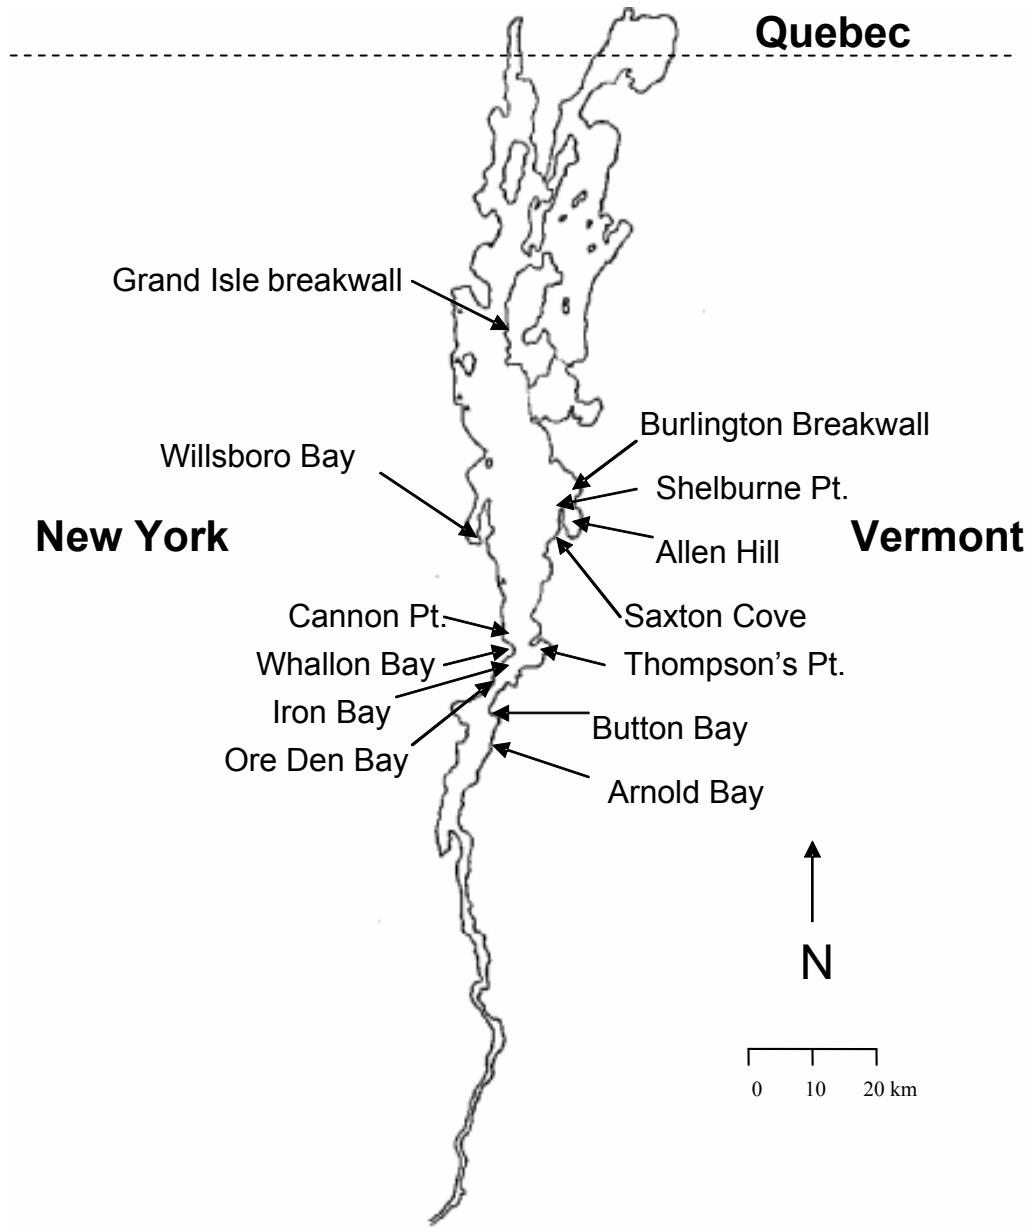 Quebec
Grand Isle breakwall
Burlington Breakwall
Willsboro Bay
Shelburne Pt.
New York
Vermont
Allen Hill
Cannon Pt.
Saxton Cove
Whallon Bay
Thompson's Pt.
Iron Bay
Button Bay
Ore Den Bay
Arnold Bay
N
0 10 20 km